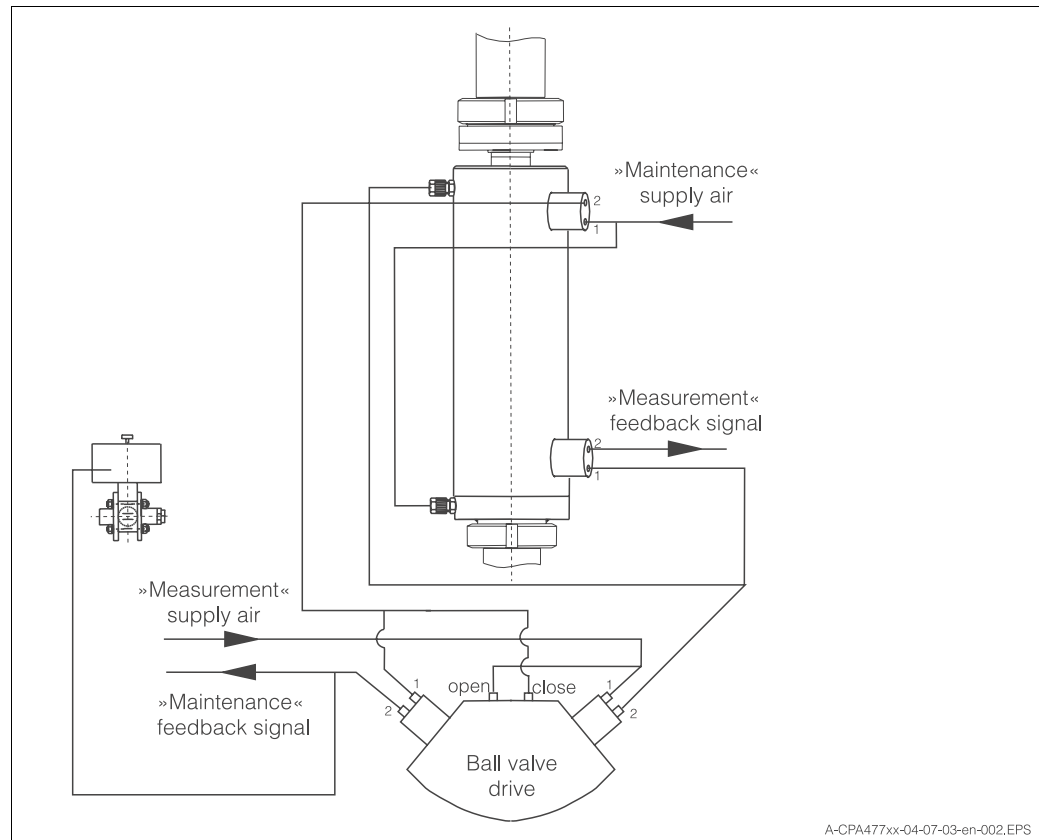 »Maintenance«
supply air
2
1
»Measurement«
feedback signal
2
1
»Measurement«
supply air
»Maintenance«
feedback signal
1
2
open
close
1
2
Ball valve
drive
A-CPA477xx-04-07-03-en-002.EPS